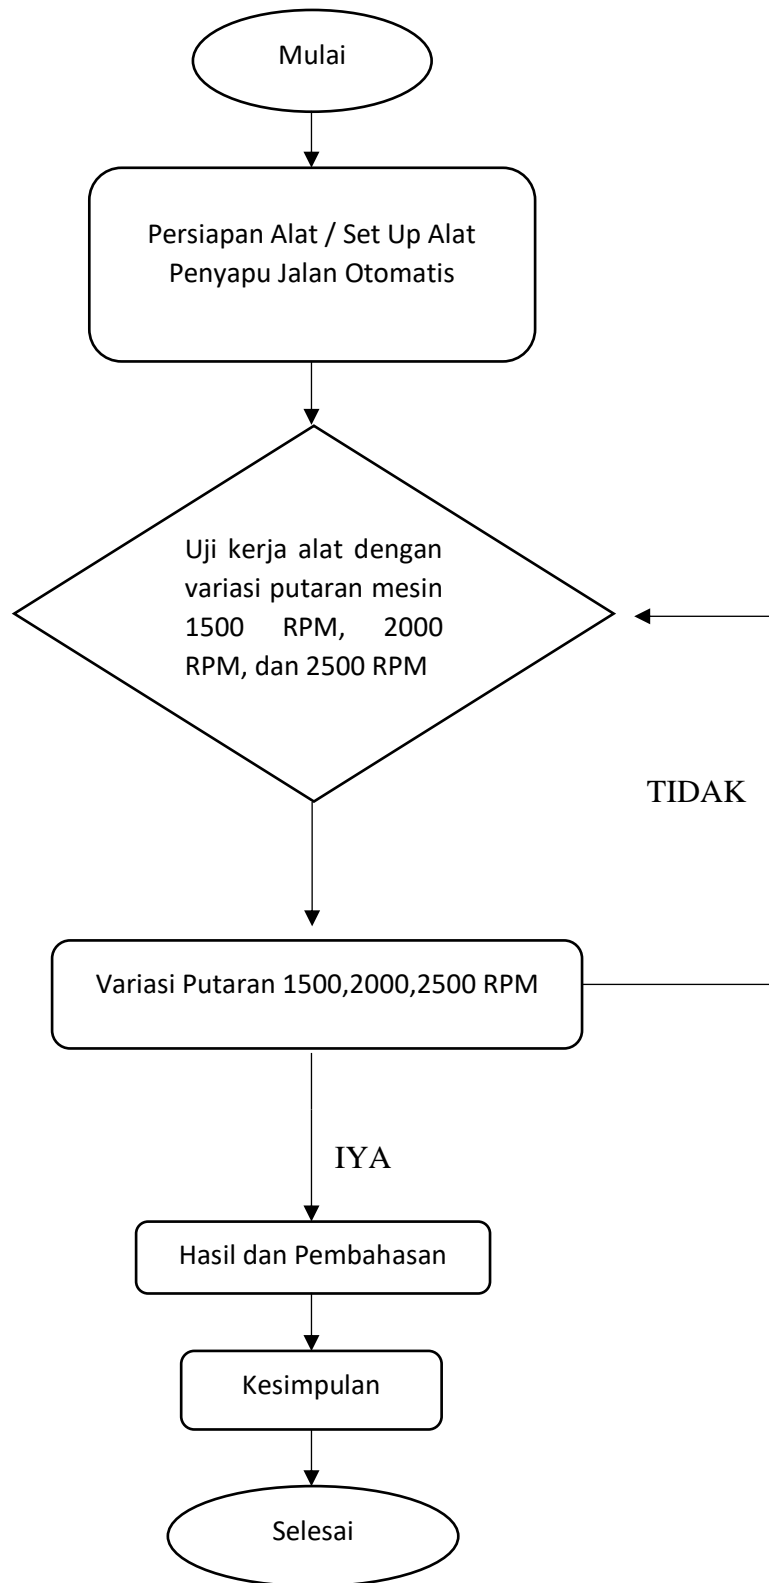 Mulai
Persiapan Alat / Set Up Alat
Penyapu Jalan Otomatis
Uji kerja alat dengan
variasi putaran mesin
1500 RPM, 2000
RPM, dan 2500 RPM
TIDAK
Variasi Putaran 1500,2000,2500 RPM
IYA
Hasil dan Pembahasan
Kesimpulan
Selesai